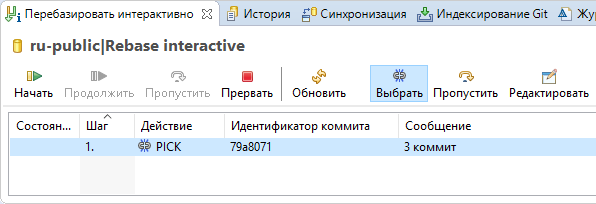 Перебазировать интерактивно История Синхронизация Индексирование Git Жур
ru-public|Rebase interactive
Начать Продолжить Пропустить Прервать Обновить Выбрать Пропустить Редактировать
Состоян... Шаг Действие Идентификатор коммита Сообщение
1. PICK 79a8071 3 коммит